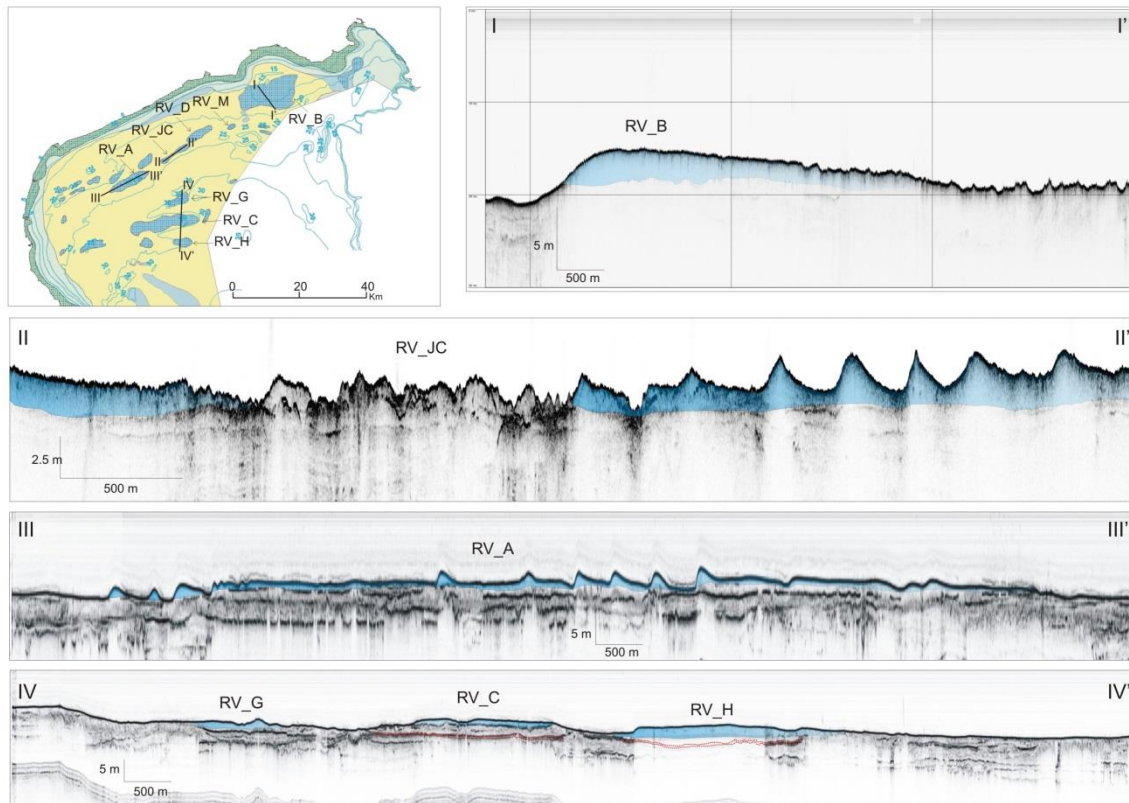 RV_M
RV_D
RV_JC
RV_A
RV_B
RV_G
RV_C
RV_H
I
I'
II
II'
III
III'
IV
IV'
0 20 40
Km
I I'
RV_B
5 m
500 m
II II'
RV_JC
2.5 m
500 m
III III'
RV_A
5 m
500 m
IV IV'
RV_G RV_C RV_H
5 m
500 m